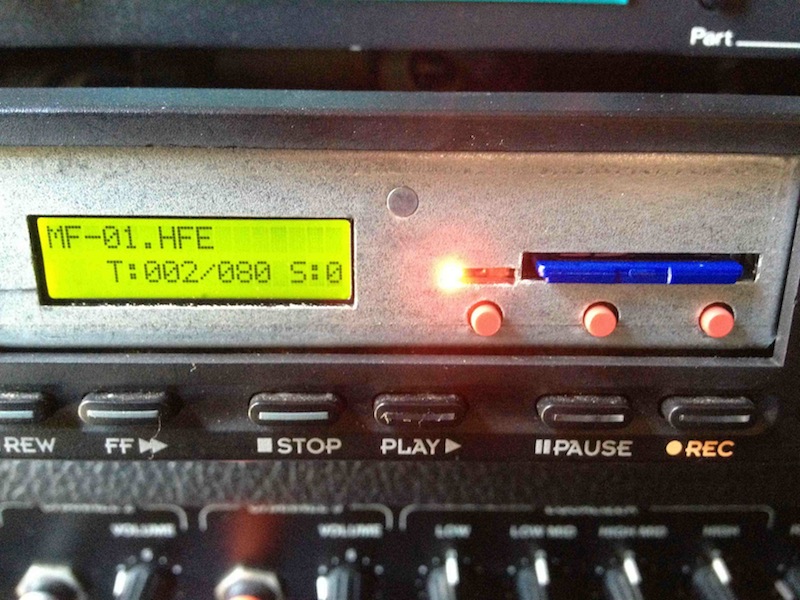 Part
MF-01.HFE
T:002/080 S:0
REW
FF
STOP
PLAY
PAUSE
REC
VOLUME
VOLUME
LOW
LOW MID
HIGH MID
HIGH